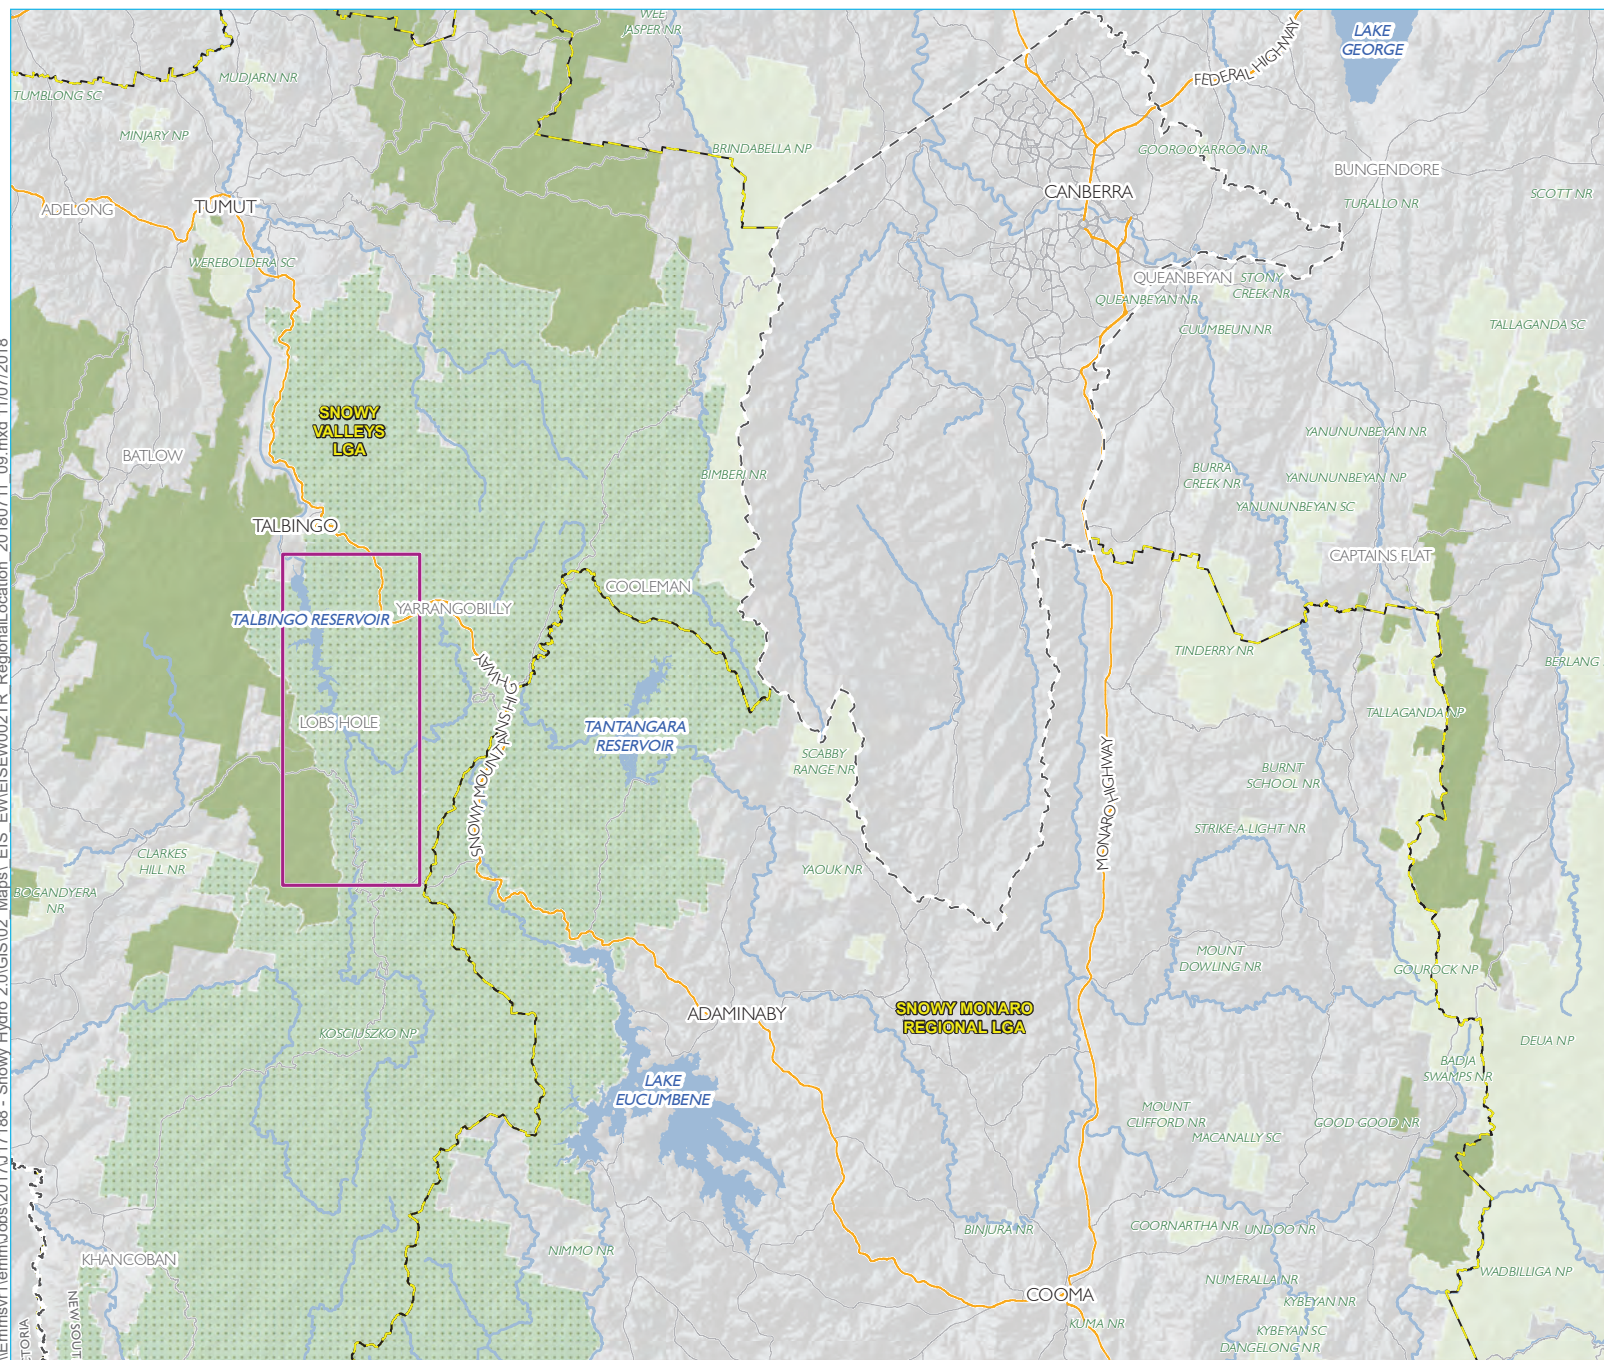 WEE
JASPER NR
LAKE
GEORGE
FEDERAL HIGHWAY
MUDJARN NR
TUMBLONG SC
MINJARY NP
BRINDABELLA NP
GOOROOYARROO NR
BUNGENDORE
CANBERRA
SCOTT NR
TURALLO NR
ADELONG
TUMUT
WEREBOLDERA SC
QUEANBEYAN
STONY
CREEK NR
QUEANBEYAN NR
CUUMBEUN NR
TALLAGANDA SC
SNOWY
VALLEYS
LGA
YANUNUNBEYAN NR
BATLOW
BIMBERI NR
BURRA
CREEK NR
YANUNUNBEYAN NP
YANUNUNBEYAN SC
TALBINGO
CAPTAINS FLAT
COOLEMAN
YARRANGOBILLY
TALBINGO RESERVOIR
TINDERRY NR
BERLANG
SNOWY MOUNTAINS HIGHWAY
LOBS HOLE
TANTANGARA
RESERVOIR
TALLAGANDA NP
SCABBY
RANGE NR
BURNT
SCHOOL NR
MONARO HIGHWAY
STRIKE-A-LIGHT NR
CLARKES
HILL NR
YAOUK NR
BOGANDYERA
NR
MOUNT
DOWLING NR
GOUROCK NP
ADAMINABY
SNOWY MONARO
REGIONAL LGA
KOSCIUSZKO NP
DEUA NP
BADJA
SWAMPS NR
LAKE
EUCUMBENE
MOUNT
CLIFFORD NR
MACANALLY SC
GOOD GOOD NR
BINJURA NR
COORNARTHA NR
UNDOO NR
KHANCOBAN
NIMMO NR
WADBILLIGA NP
NUMERALLA NR
COOMA
KYBEYAN NR
KUMA NR
KYBEYAN SC
DANGELONG NR
NEW SOUT
CTORIA